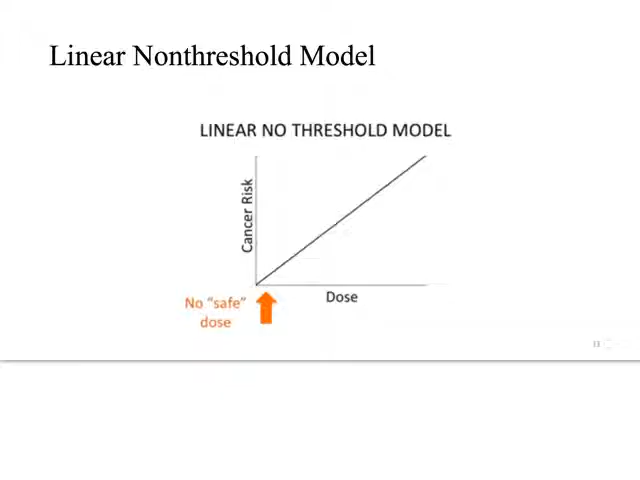 Linear Nonthreshold Model
LINEAR NO THRESHOLD MODEL
Cancer Risk
Dose
No "safe"
dose